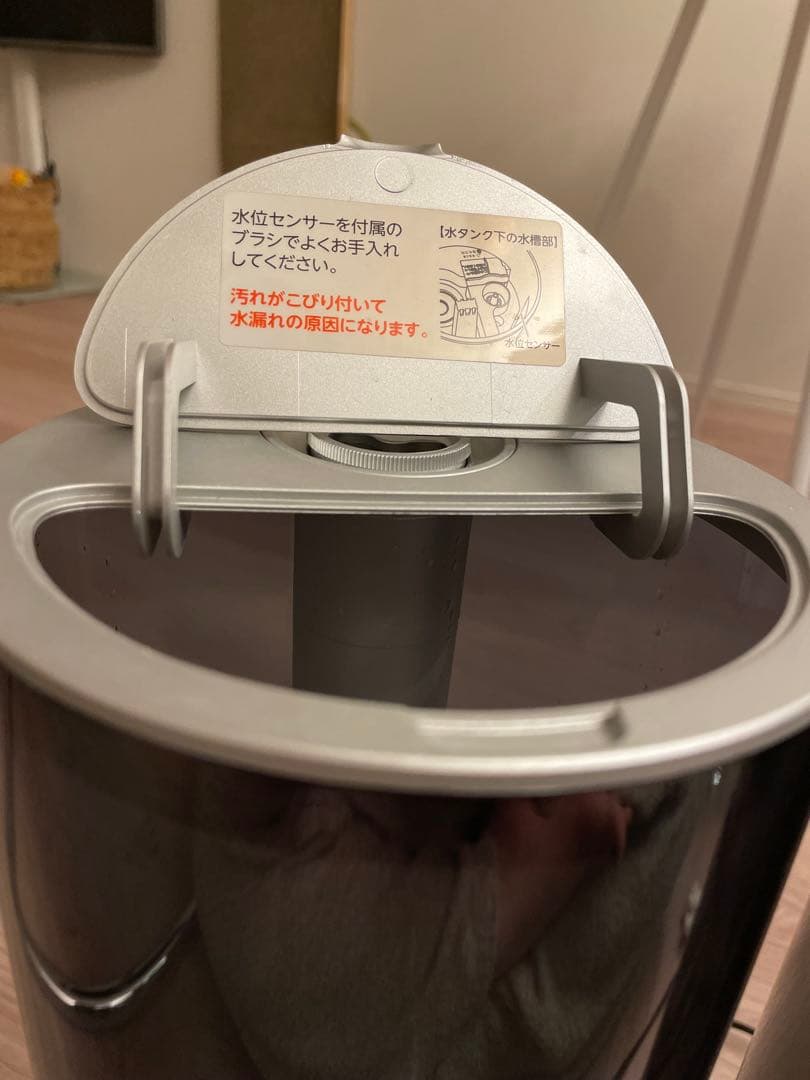 水位センサーを付属の
ブラシでよくお手入れ
してください。
汚れがこびり付いて
水漏れの原因になります。
【水タンク下の水槽部】
水位センサー